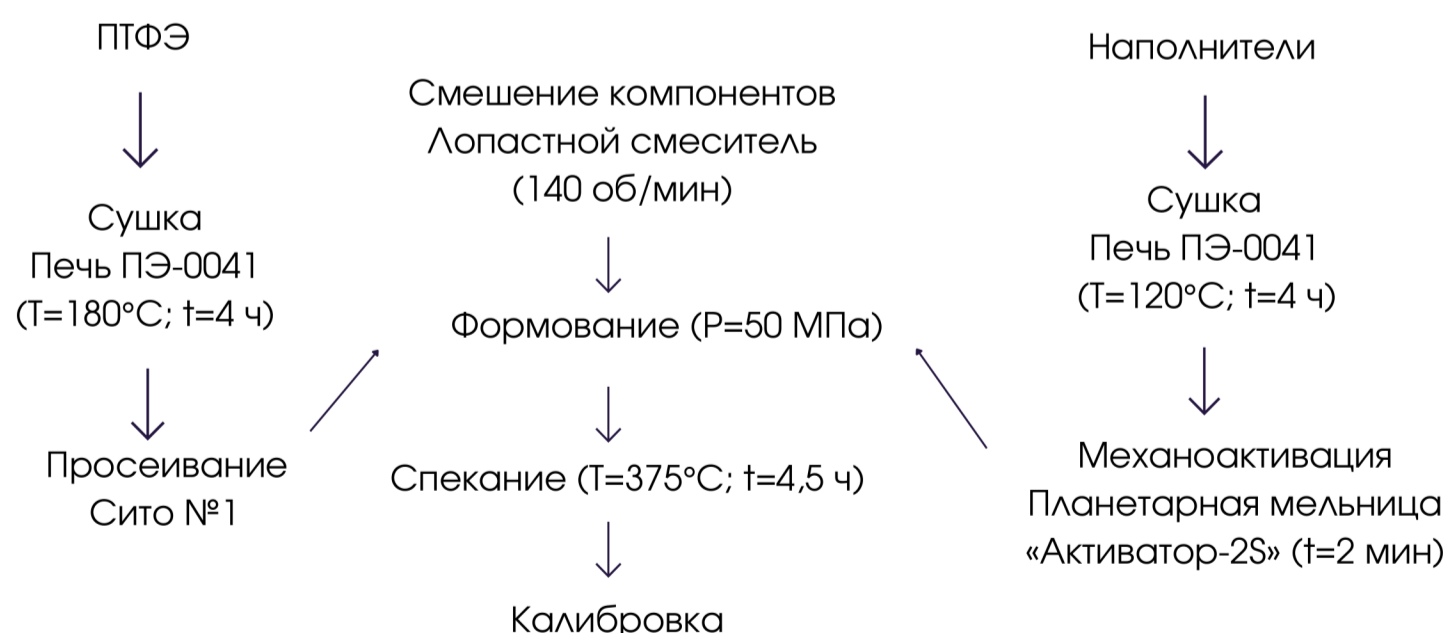 ПТФЭ
Сушка
Печь ПЭ-0041
(T=180°C; t=4 ч)
Просеивание
Сито №1
Смешение компонентов
Лопастной смеситель
(140 об/мин)
Формование (P=50 МПа)
Спекание (T=375°C; t=4,5 ч)
Калибровка
Наполнители
Сушка
Печь ПЭ-0041
(T=120°C; t=4 ч)
Механоактивация
Планетарная мельница
«Активатор-2S» (t=2 мин)